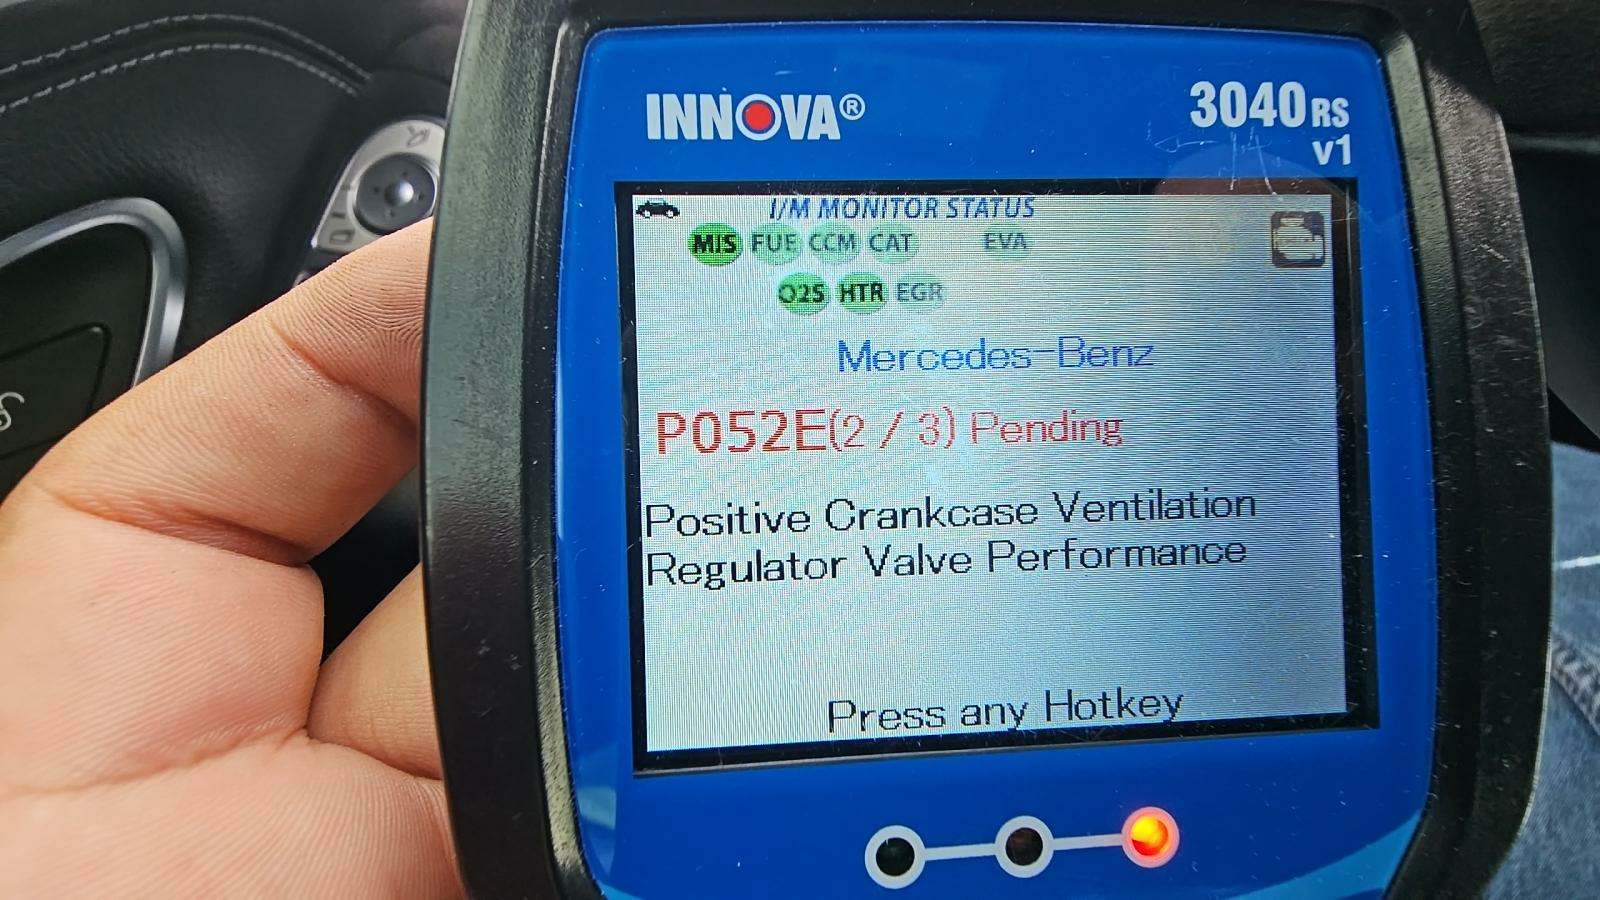 INNOVA®
3040RS
v1
I/M MONITOR STATUS
MIS FUE CCM CAT EVA
O2S HTR EGR
Mercedes-Benz
P052E(2 / 3) Pending
Positive Crankcase Ventilation
Regulator Valve Performance
Press any Hotkey